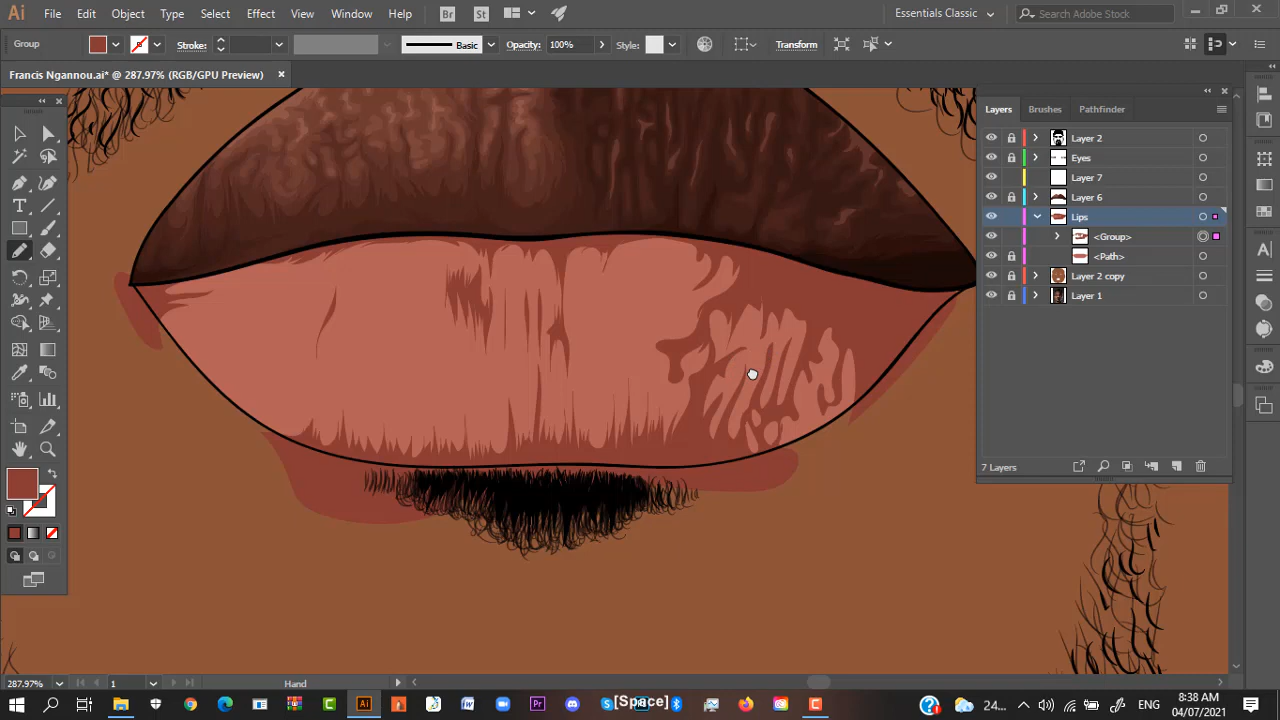 Ai File Edit Object Type Select Effect View Window Help Br St Essentials Classic Search Adobe Stock
Group Stroke: Basic Opacity: 100% Style: Transform
Francis Ngannou.ai* @ 287.97% (RGB/GPU Preview)
Layers Brushes Pathfinder
Layer 2
Eyes
Layer 7
Layer 6
Lips
<Group>
<Path>
Layer 2 copy
Layer 1
7 Layers
287.97% 1 Hand
[Space]
24... ENG 8:38 AM
04/07/2021